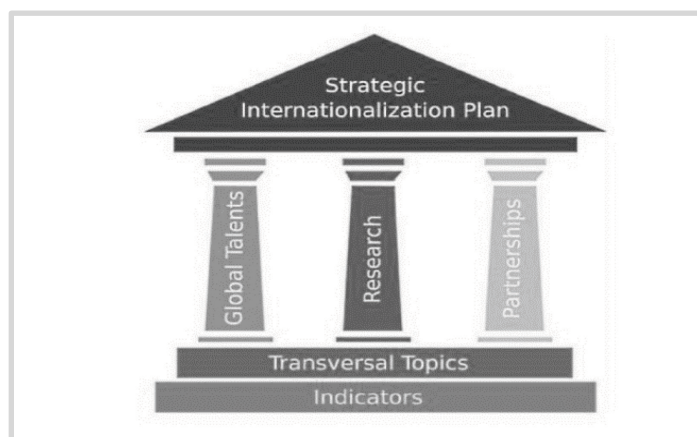 Strategic
Internationalization Plan
Global Talents
Research
Partnerships
Transversal Topics
Indicators